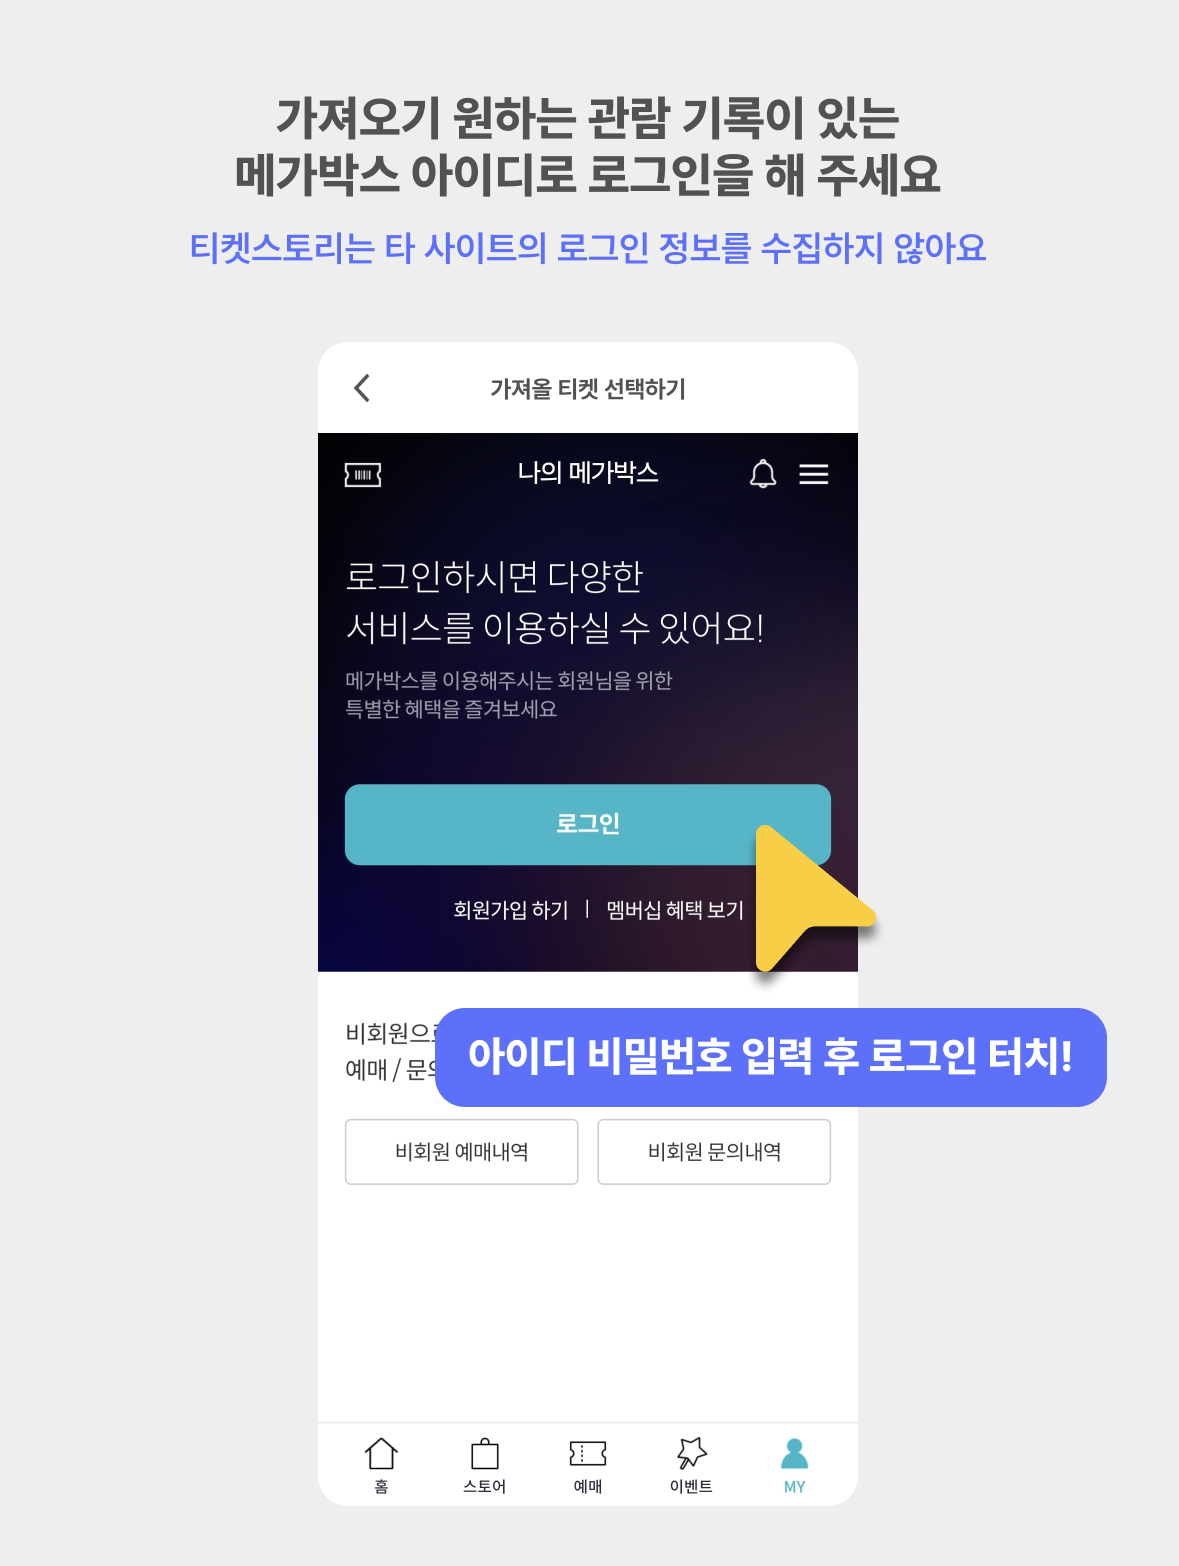 가져오기 원하는 관람 기록이 있는
메가박스 아이디로 로그인을 해 주세요
티켓스토리는 타 사이트의 로그인 정보를 수집하지 않아요
가져올 티켓 선택하기
나의 메가박스
로그인하시면 다양한
서비스를 이용하실 수 있어요!
메가박스를 이용해주시는 회원님을 위한
특별한 혜택을 즐겨보세요
로그인
회원가입 하기 | 멤버십 혜택 보기
비회원으로
예매 / 문의
아이디 비밀번호 입력 후 로그인 터치!
비회원 예매내역 비회원 문의내역
홈 스토어 예매 이벤트 MY